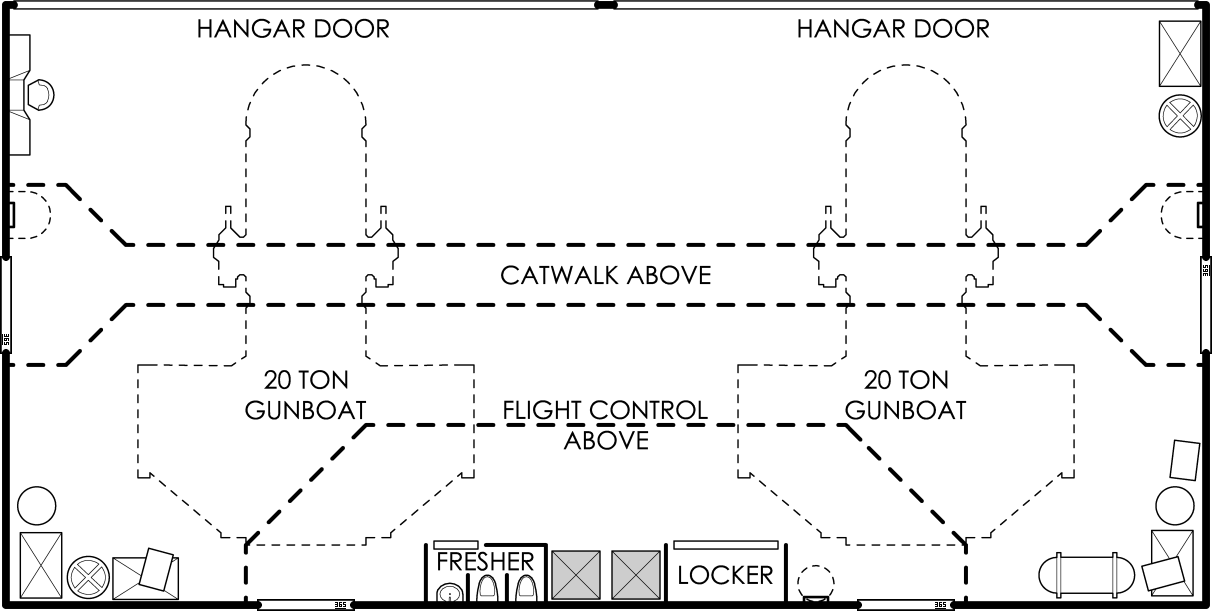 HANGAR DOOR
HANGAR DOOR
CATWALK ABOVE
365
365
20 TON
GUNBOAT
20 TON
GUNBOAT
FLIGHT CONTROL
ABOVE
FRESHER
LOCKER
365
365